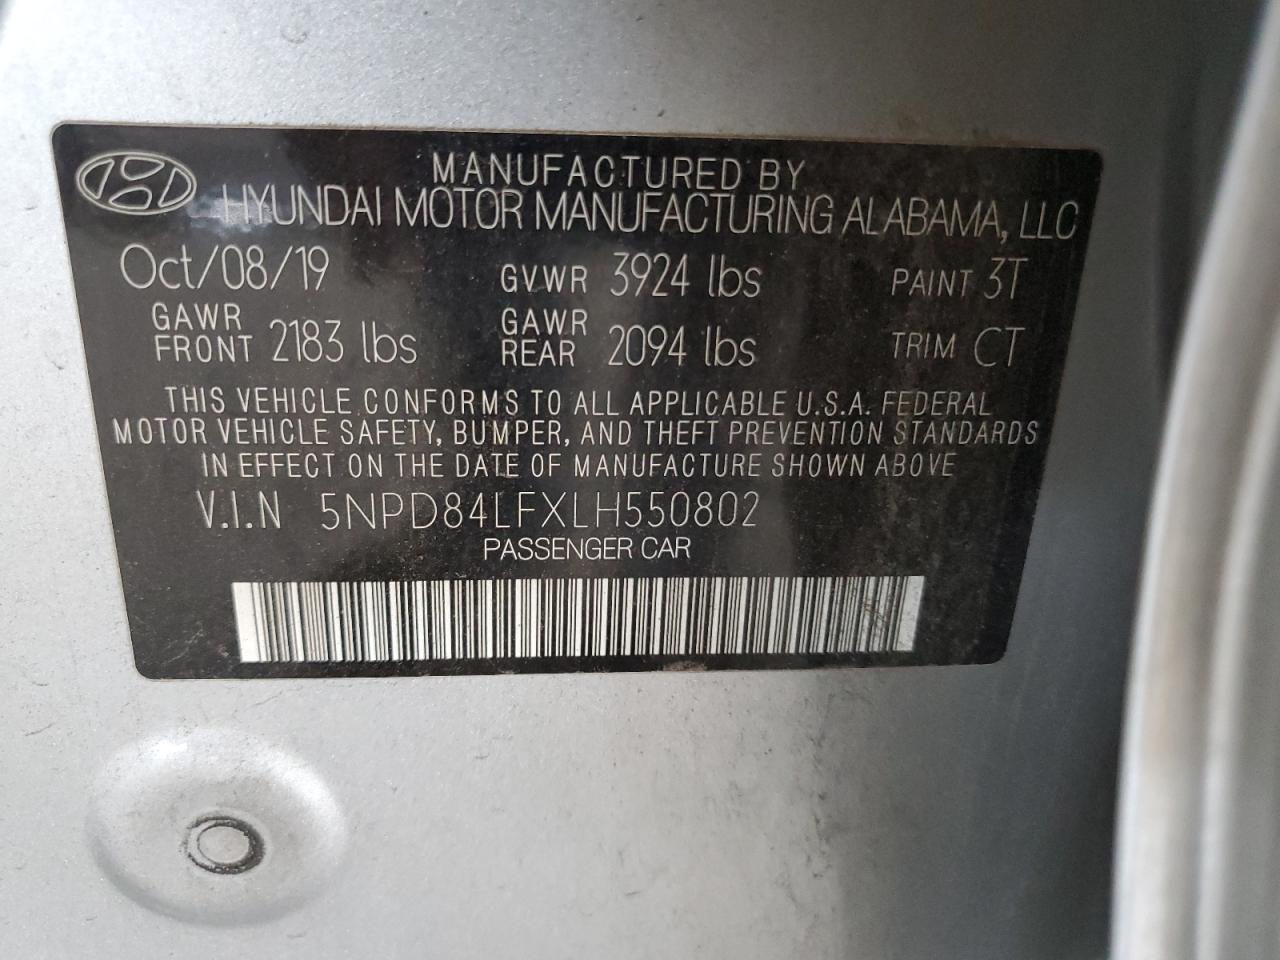 MANUFACTURED BY
HYUNDAI MOTOR MANUFACTURING ALABAMA, LLC
Oct/08/19 GVWR 3924 lbs PAINT 3T
GAWR FRONT 2183 lbs GAWR REAR 2094 lbs TRIM CT
THIS VEHICLE CONFORMS TO ALL APPLICABLE U.S.A. FEDERAL
MOTOR VEHICLE SAFETY, BUMPER, AND THEFT PREVENTION STANDARDS
IN EFFECT ON THE DATE OF MANUFACTURE SHOWN ABOVE
V.I.N 5NPD84LFXLH550802
PASSENGER CAR